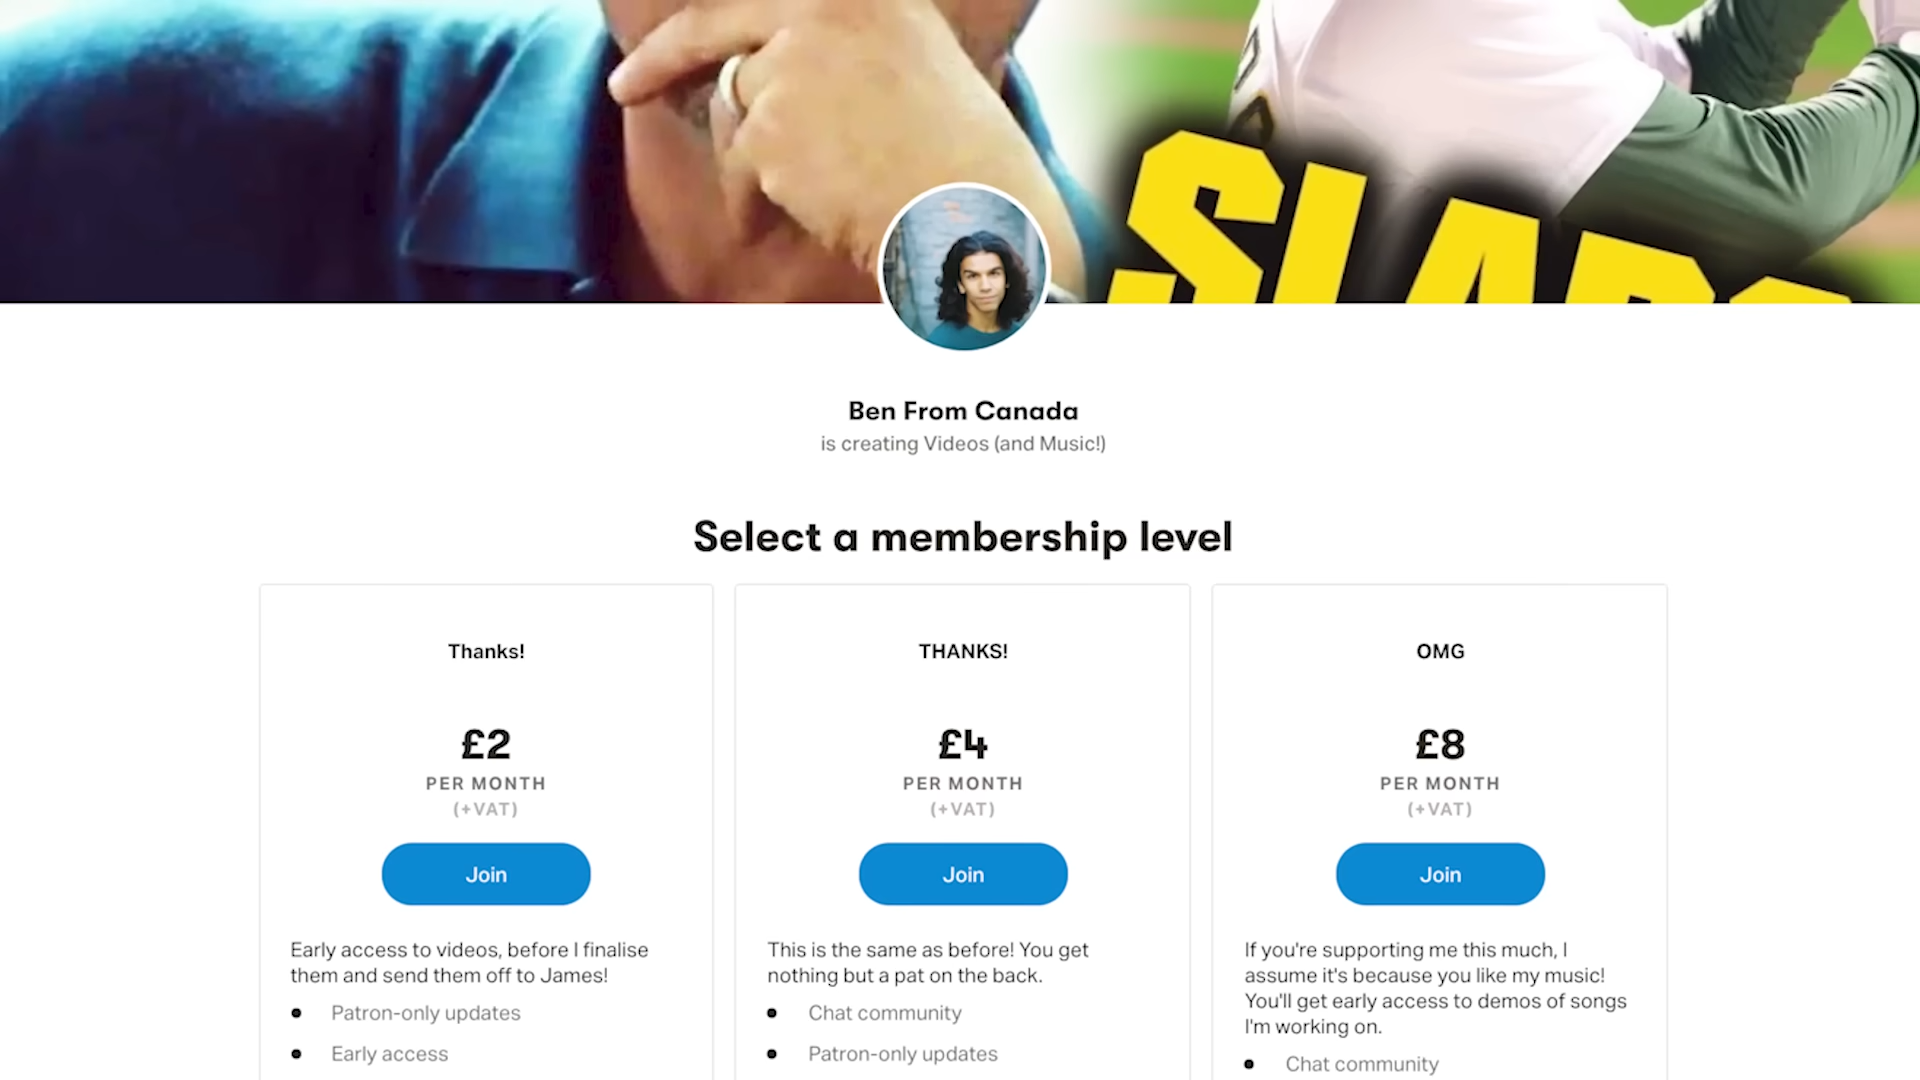 SLAPS
Ben From Canada
is creating Videos (and Music!)
Select a membership level
Thanks!
£2
PER MONTH
(+VAT)
Join
Early access to videos, before I finalise
them and send them off to James!
Patron-only updates
Early access
THANKS!
£4
PER MONTH
(+VAT)
Join
This is the same as before! You get
nothing but a pat on the back.
Chat community
Patron-only updates
OMG
£8
PER MONTH
(+VAT)
Join
If you're supporting me this much, I
assume it's because you like my music!
You'll get early access to demos of songs
I'm working on.
Chat community